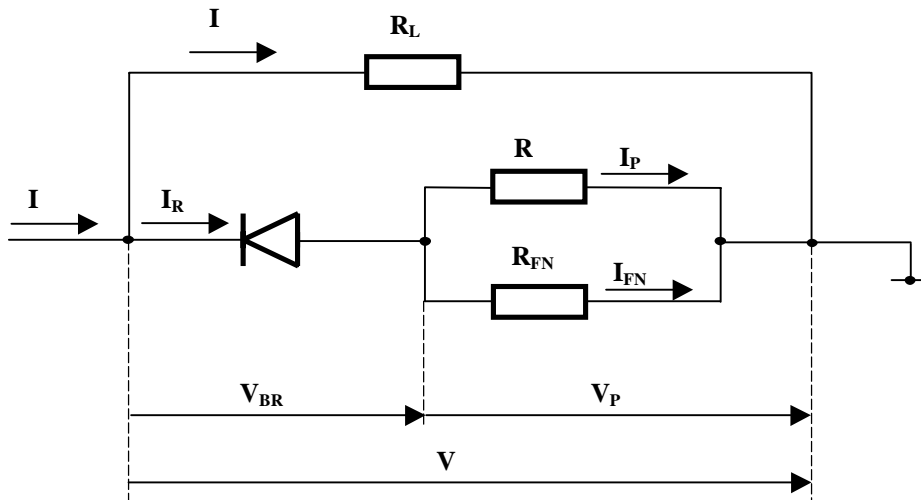 I R_L
R I_P
I I_R
R_FN I_FN
V_BR V_P
V